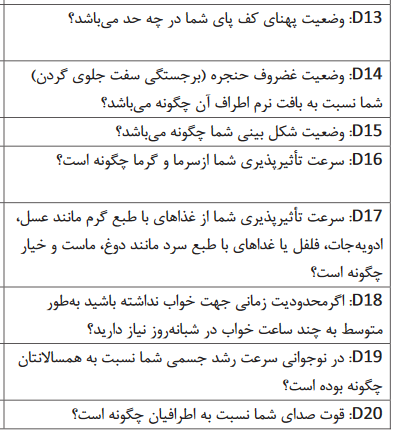 D13: وضعیت پهنای کف پای شما در چه حد می‌باشد؟
D14: وضعیت غضروف حنجره (برجستگی سفت جلوی گردن)
شما نسبت به بافت نرم اطراف آن چگونه می‌باشد؟
D15: وضعیت شکل بینی شما چگونه می‌باشد؟
D16: سرعت تأثیرپذیری شما ازسرما و گرما چگونه است؟
D17: سرعت تأثیرپذیری شما از غذاهای با طبع گرم مانند عسل،
ادویه‌جات، فلفل یا غداهای با طبع سرد مانند دوغ، ماست و خیار
چگونه است؟
D18: اگرمحدودیت زمانی جهت خواب نداشته باشید به‌طور
متوسط به چند ساعت خواب در شبانه‌روز نیاز دارید؟
D19: در نوجوانی سرعت رشد جسمی شما نسبت به همسالانتان
چگونه بوده است؟
D20: قوت صدای شما نسبت به اطرافیان چگونه است؟